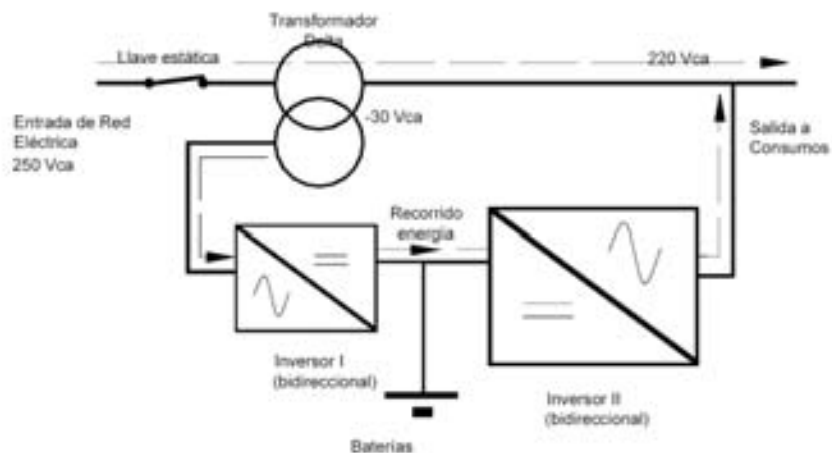 Transformador
Delta
Llave estática
220 Vca
-30 Vca
Entrada de Red
Eléctrica
250 Vca
Salida a
Consumos
Recorrido
energía
Inversor I
(bidireccional)
Inversor II
(bidireccional)
Baterías